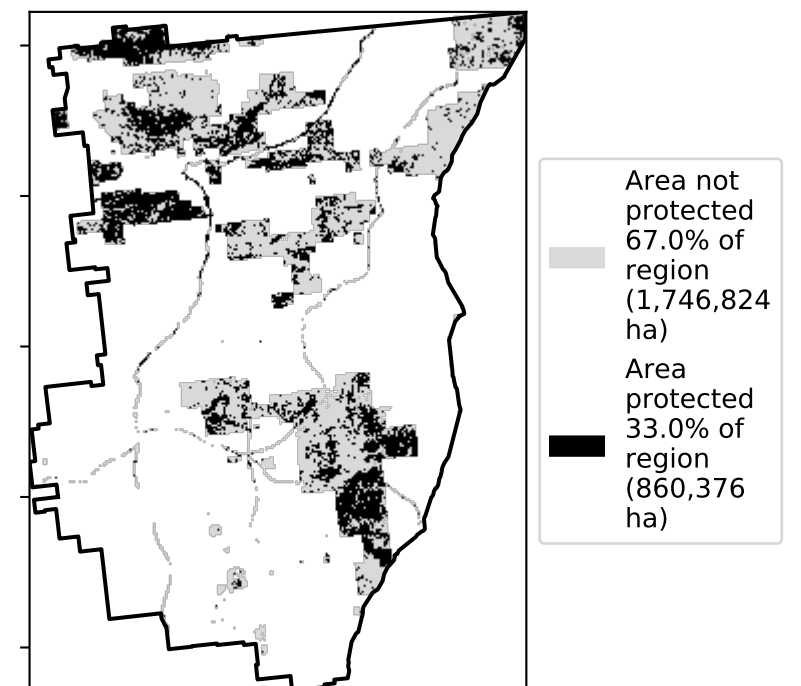 Area not
protected
67.0% of
region
(1,746,824
ha)
Area
protected
33.0% of
region
(860,376
ha)